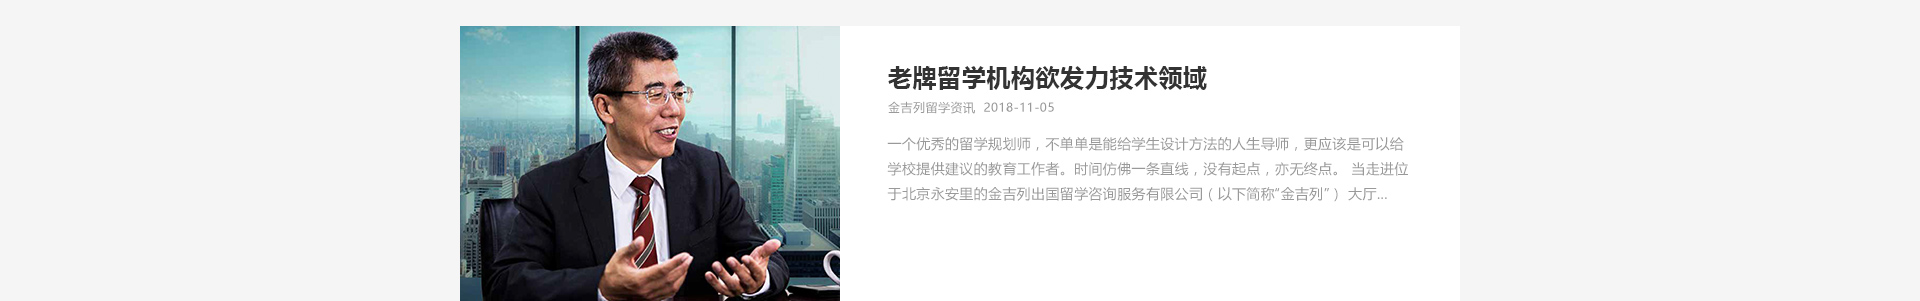 老牌留学机构欲发力技术领域
金吉列留学资讯 2018-11-05
一个优秀的留学规划师，不单单是能给学生设计方法的人生导师，更应该是可以给
学校提供建议的教育工作者。时间仿佛一条直线，没有起点，亦无终点。 当走进位
于北京永安里的金吉列出国留学咨询服务有限公司（以下简称“金吉列”） 大厅...